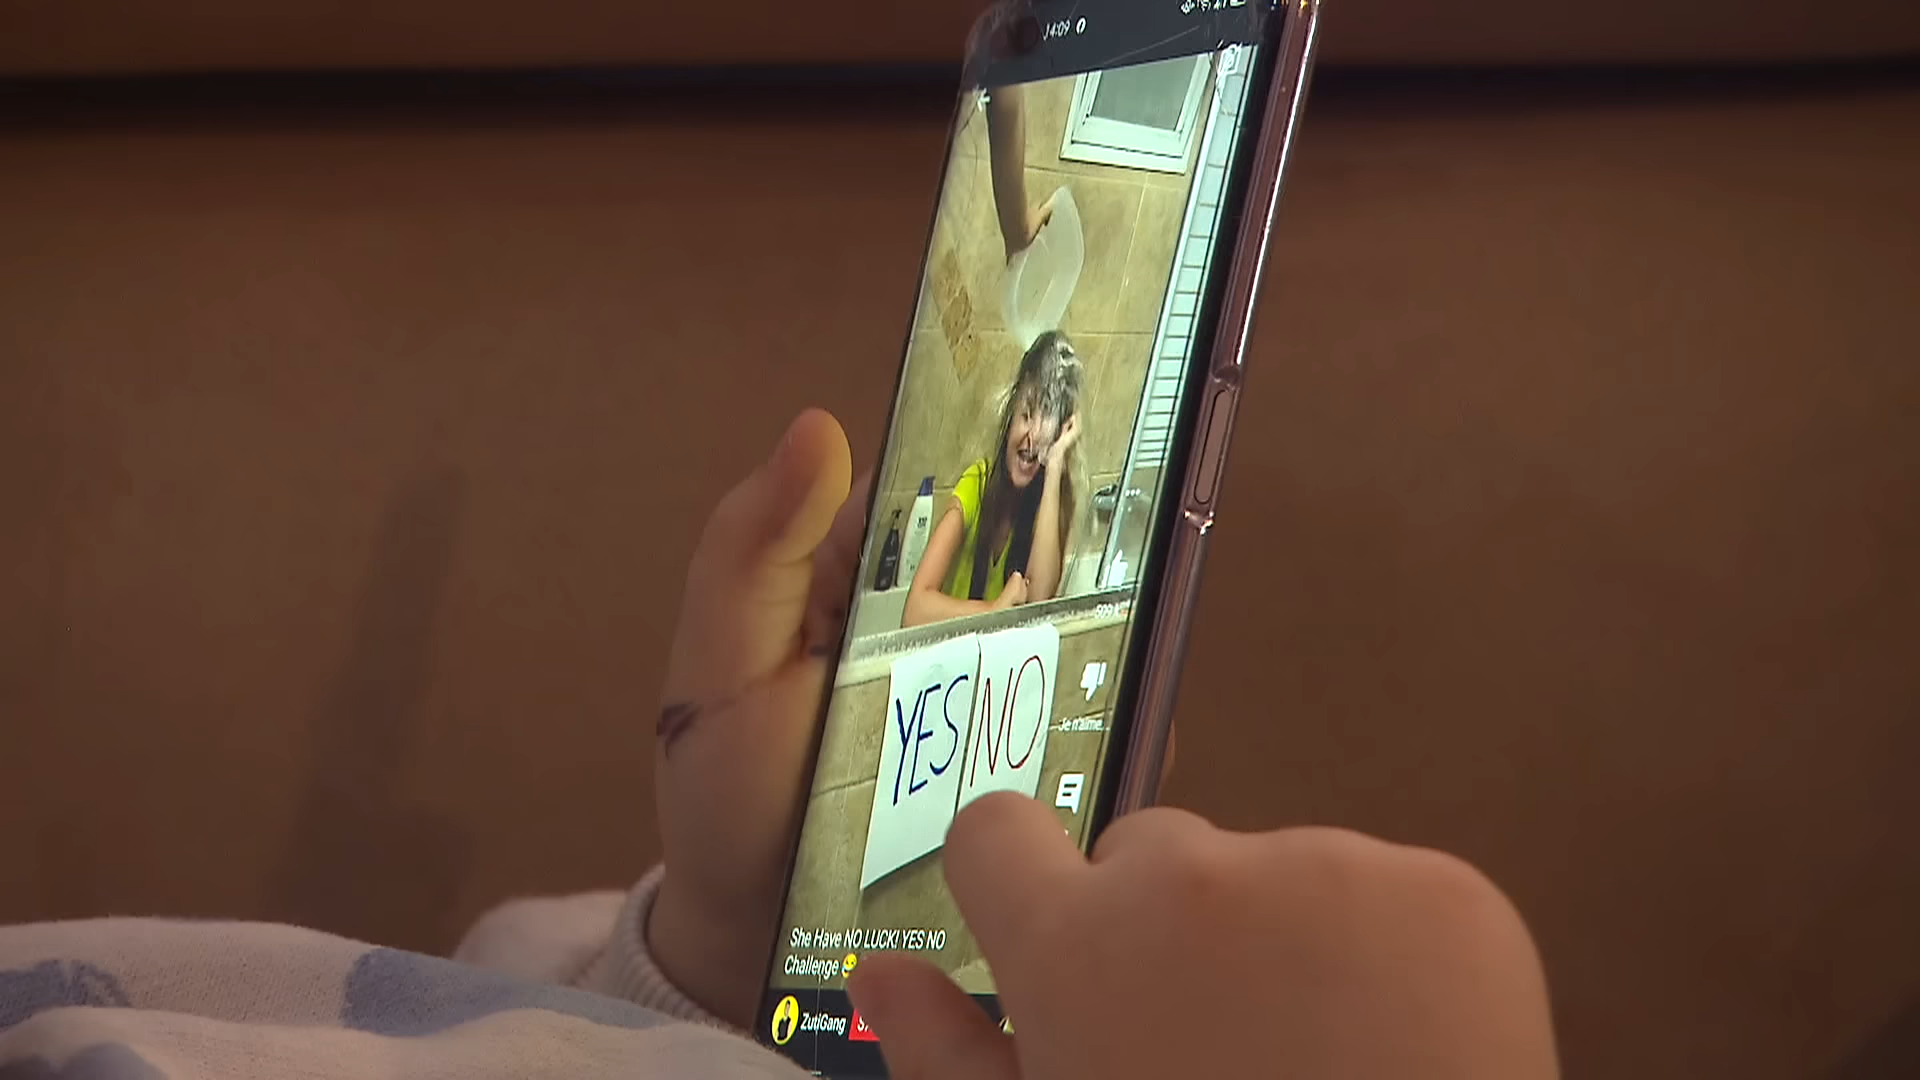 14:09
YES NO
Je n'aime...
She Have NO LUCK! YES NO
Challenge
ZutiGang